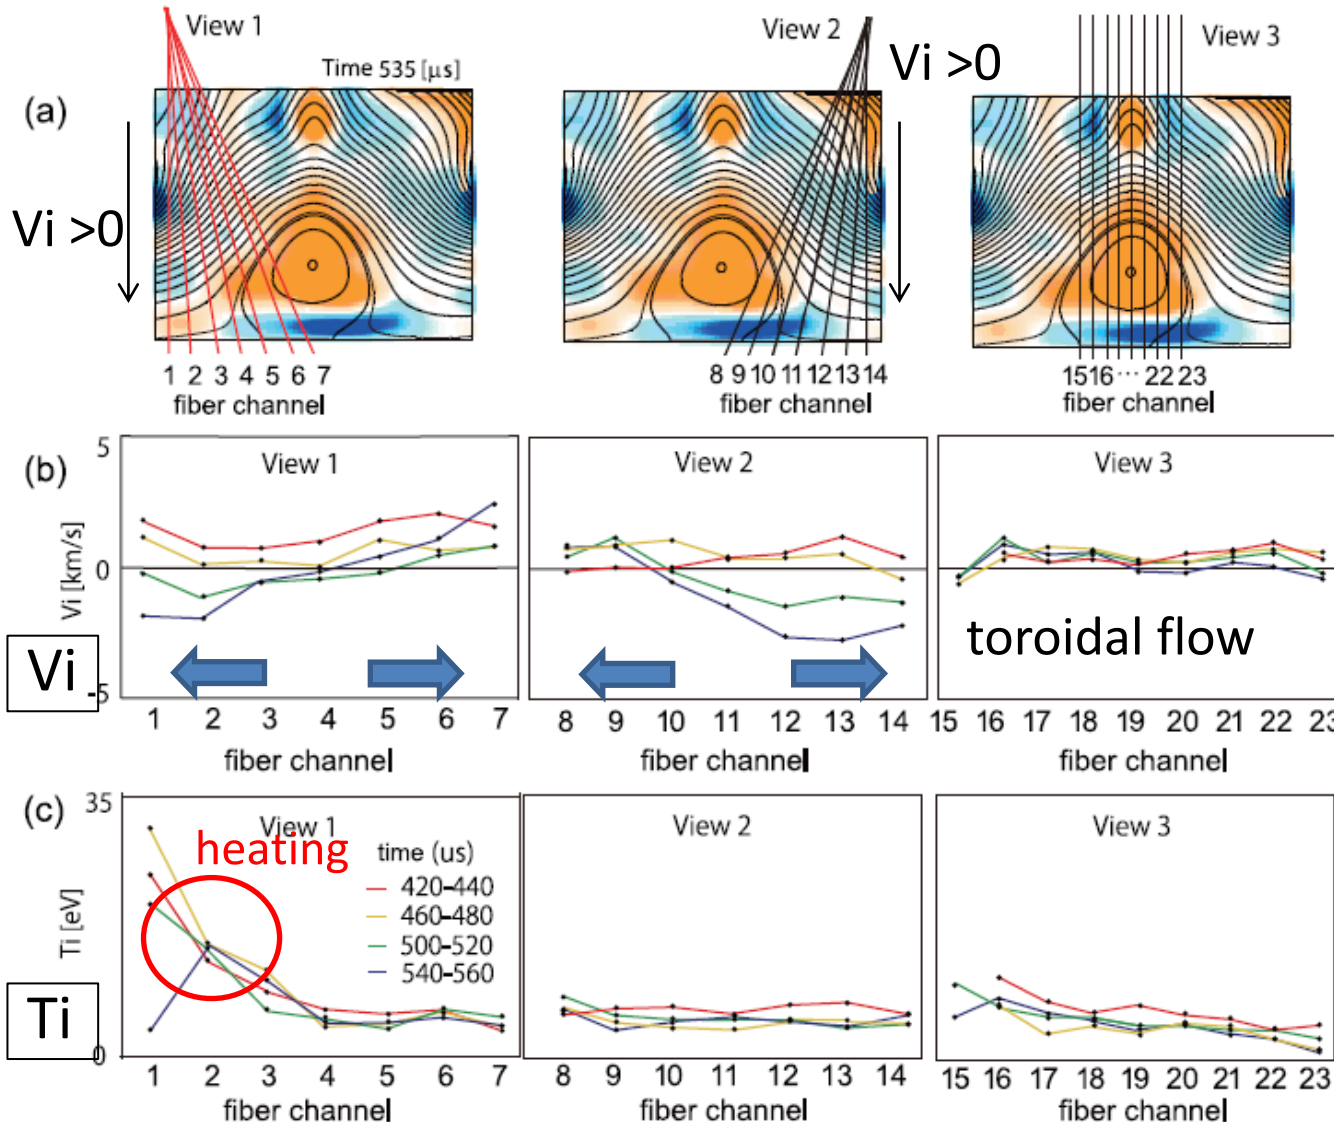 View 1
View 2
View 3
Time 535 [μs]
Vi >0
(a)
Vi >0
1 2 3 4 5 6 7
fiber channel
8 9 10 11 12 13 14
fiber channel
1516 ··· 22 23
fiber channel
(b)
5
View 1
View 2
View 3
Vi [km/s]
0
toroidal flow
Vi
-5
1 2 3 4 5 6 7
fiber channel
8 9 10 11 12 13 14
fiber channel
15 16 17 18 19 20 21 22 23
fiber channel
(c)
35
View 1
View 2
View 3
heating
time (us)
420-440
460-480
500-520
540-560
Ti [eV]
Ti
0
1 2 3 4 5 6 7
fiber channel
8 9 10 11 12 13 14
fiber channel
15 16 17 18 19 20 21 22 23
fiber channel